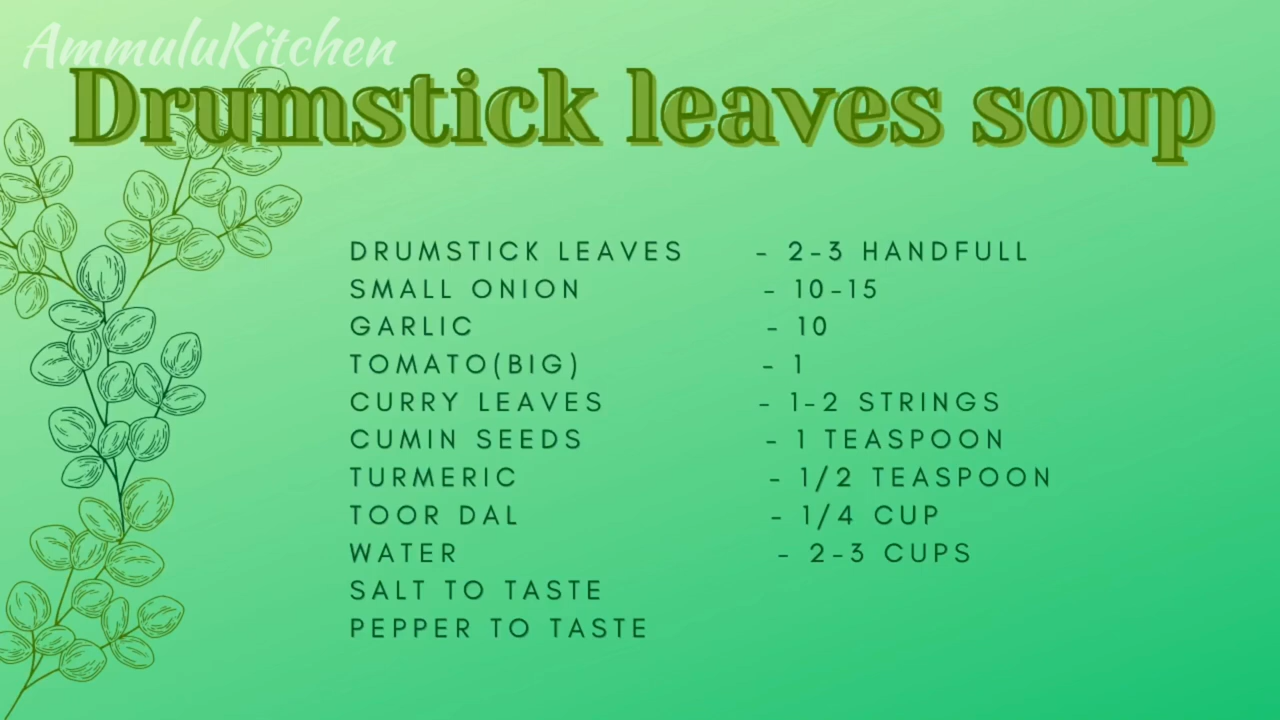 AmmuluKitchen
Drumstick leaves soup
DRUMSTICK LEAVES - 2-3 HANDFULL
SMALL ONION - 10-15
GARLIC - 10
TOMATO(BIG) - 1
CURRY LEAVES - 1-2 STRINGS
CUMIN SEEDS - 1 TEASPOON
TURMERIC - 1/2 TEASPOON
TOOR DAL - 1/4 CUP
WATER - 2-3 CUPS
SALT TO TASTE
PEPPER TO TASTE